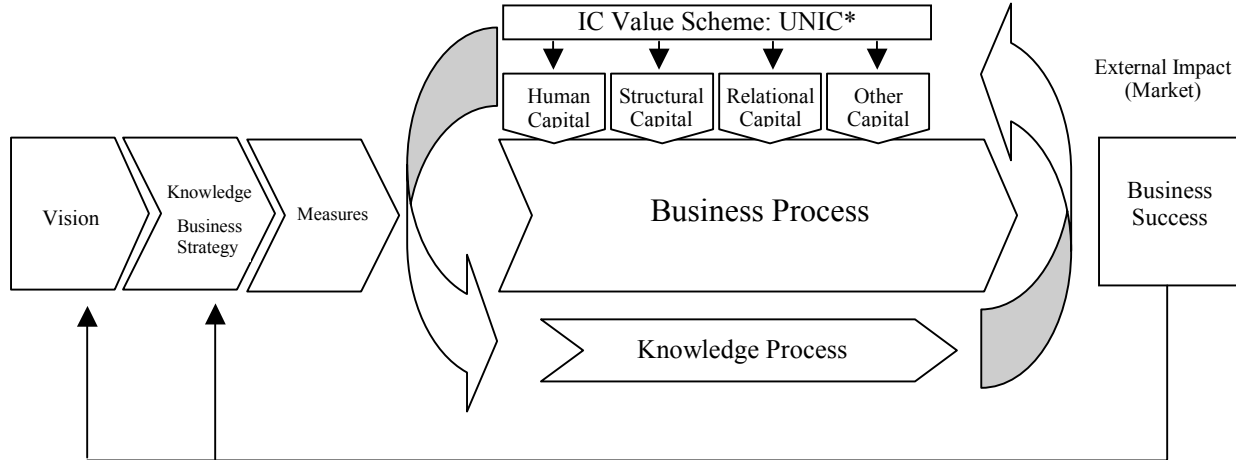 IC Value Scheme: UNIC*
Human
Capital
Structural
Capital
Relational
Capital
Other
Capital
External Impact
(Market)
Vision
Knowledge
Business
Strategy
Measures
Business Process
Business
Success
Knowledge Process